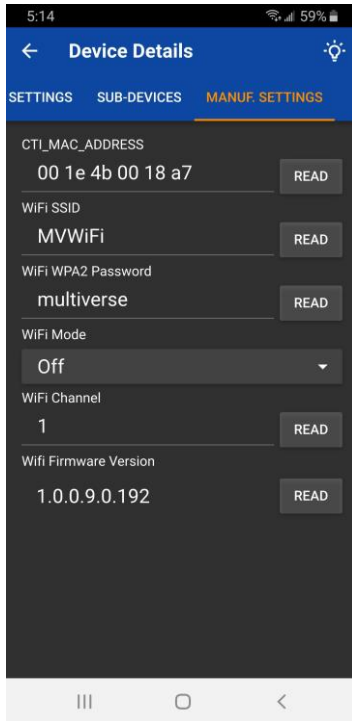 5:14
59%
Device Details
SETTINGS SUB-DEVICES MANUF. SETTINGS
CTI_MAC_ADDRESS
00 1e 4b 00 18 a7 READ
WiFi SSID
MVWiFi READ
WiFi WPA2 Password
multiverse READ
WiFi Mode
Off
WiFi Channel
1 READ
Wifi Firmware Version
1.0.0.9.0.192 READ